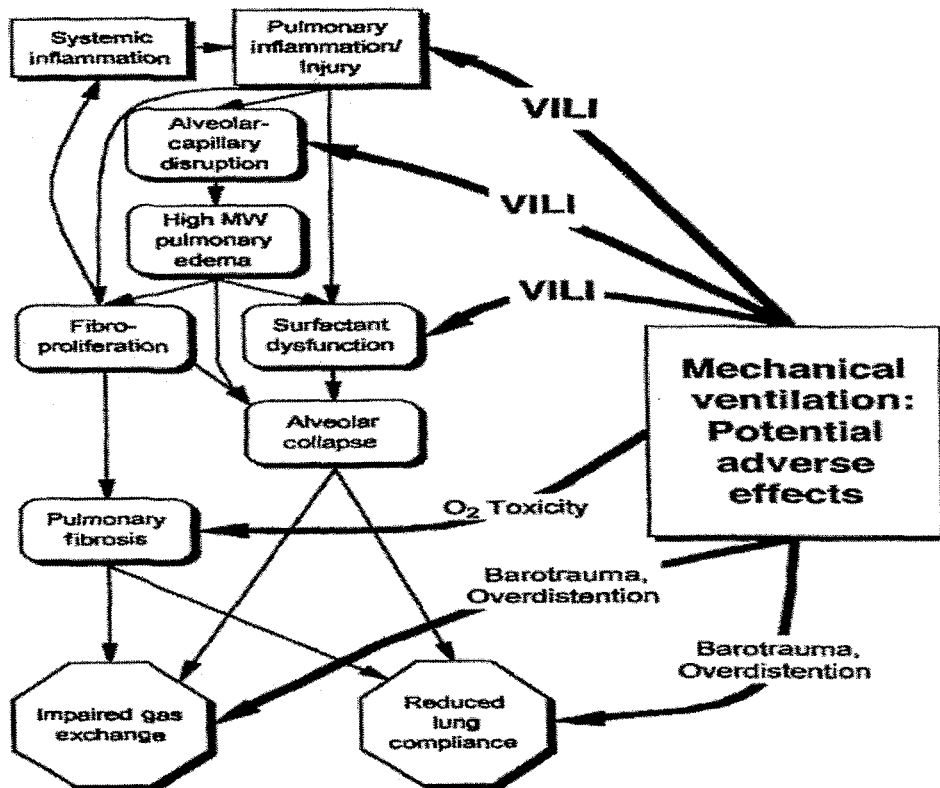 Systemic
inflammation
Pulmonary
inflammation/
Injury
Alveolar-
capillary
disruption
VILI
VILI
High MW
pulmonary
edema
VILI
Fibro-
proliferation
Surfactant
dysfunction
Mechanical
ventilation:
Potential
adverse
effects
Alveolar
collapse
O2 Toxicity
Pulmonary
fibrosis
Barotrauma,
Overdistention
Barotrauma,
Overdistention
Impaired gas
exchange
Reduced
lung
compliance